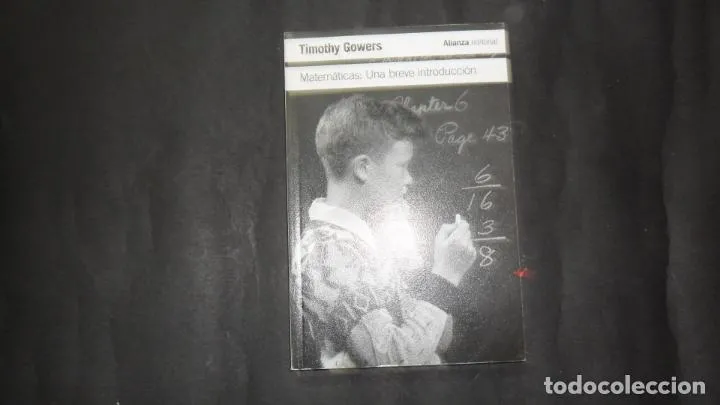 Timothy Gowers
Alianza editorial
Matemáticas: Una breve introducción
Chapter 6
Page 43
6
16
3
8
todocoleccion